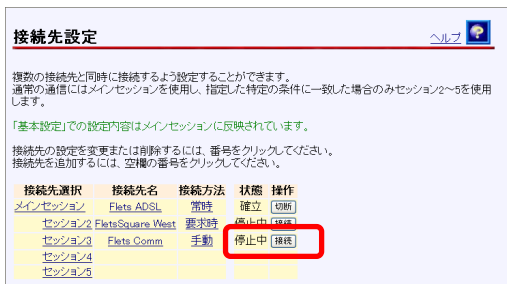 接続先設定
ヘルプ ?
複数の接続先と同時に接続するよう設定することができます。
通常の通信にはメインセッションを使用し、指定した特定の条件に一致した場合のみセッション2～5を使用
します。
「基本設定」での設定内容はメインセッションに反映されています。
接続先の設定を変更または削除するには、番号をクリックしてください。
接続先を追加するには、空欄の番号をクリックしてください。
接続先選択 接続先名 接続方法 状態 操作
メインセッション Flets ADSL 常時 確立 切断
セッション2 FletsSquare West 要求時 停止中 接続
セッション3 Flets Comm 手動 停止中 接続
セッション4
セッション5